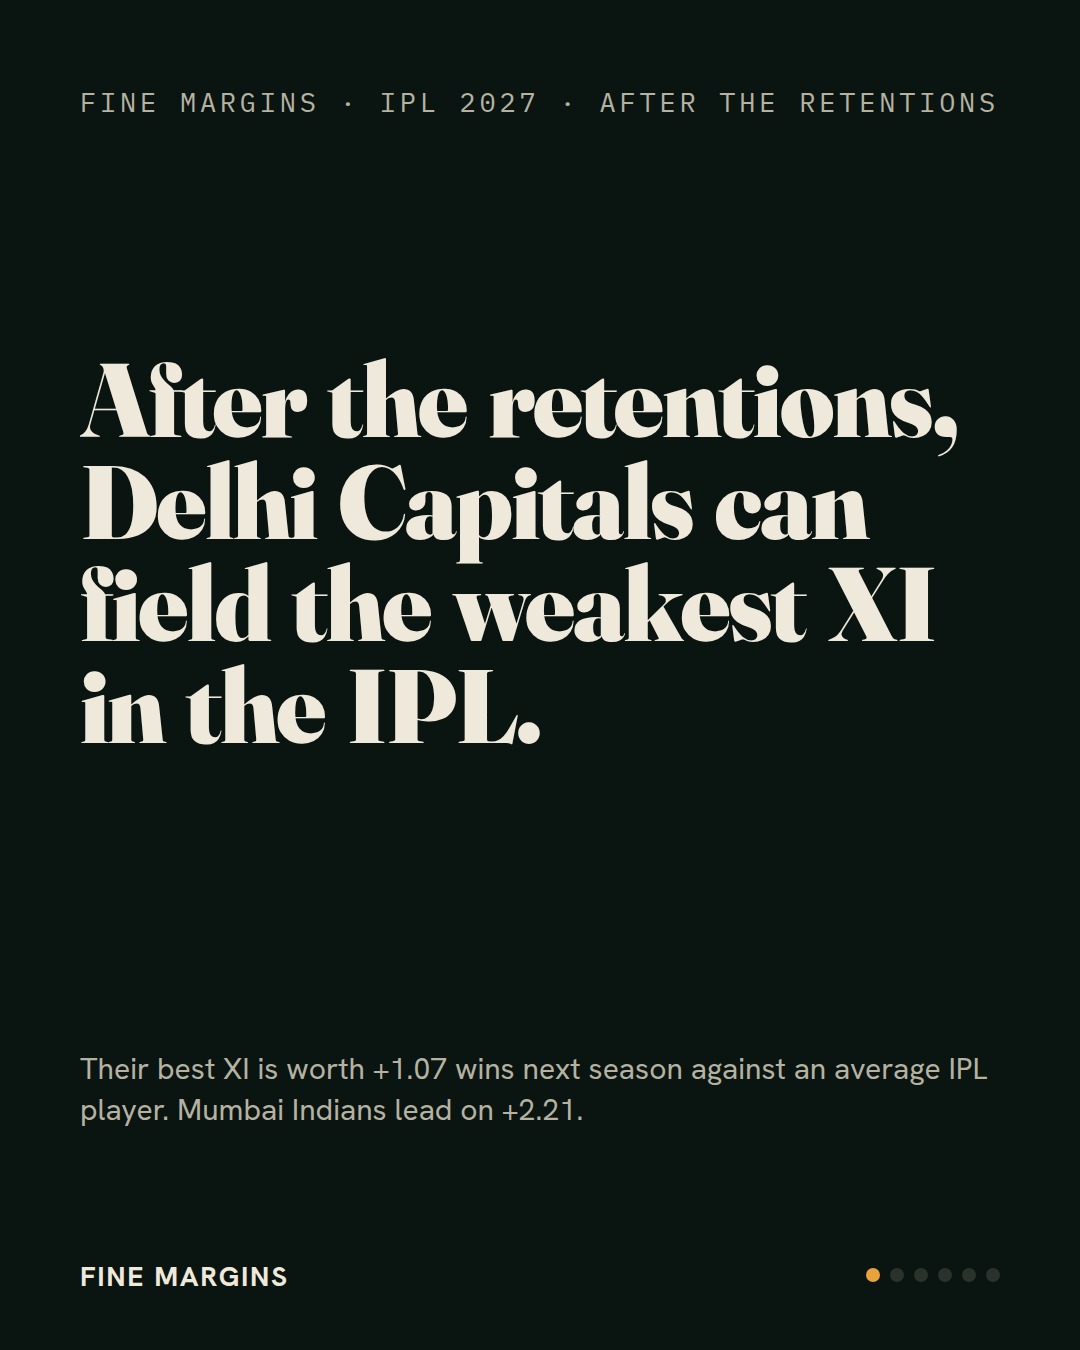 FINE MARGINS · IPL 2027 · AFTER THE RETENTIONS
After the retentions,
Delhi Capitals can
field the weakest XI
in the IPL.
Their best XI is worth +1.07 wins next season against an average IPL
player. Mumbai Indians lead on +2.21.
FINE MARGINS